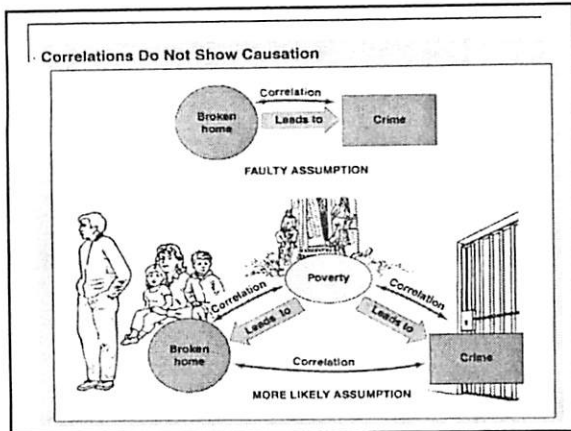 Correlations Do Not Show Causation
Correlation
Broken
home
Leads to
Crime
FAULTY ASSUMPTION
Poverty
Correlation
Correlation
Leads to
Leads to
Broken
home
Correlation
Crime
MORE LIKELY ASSUMPTION